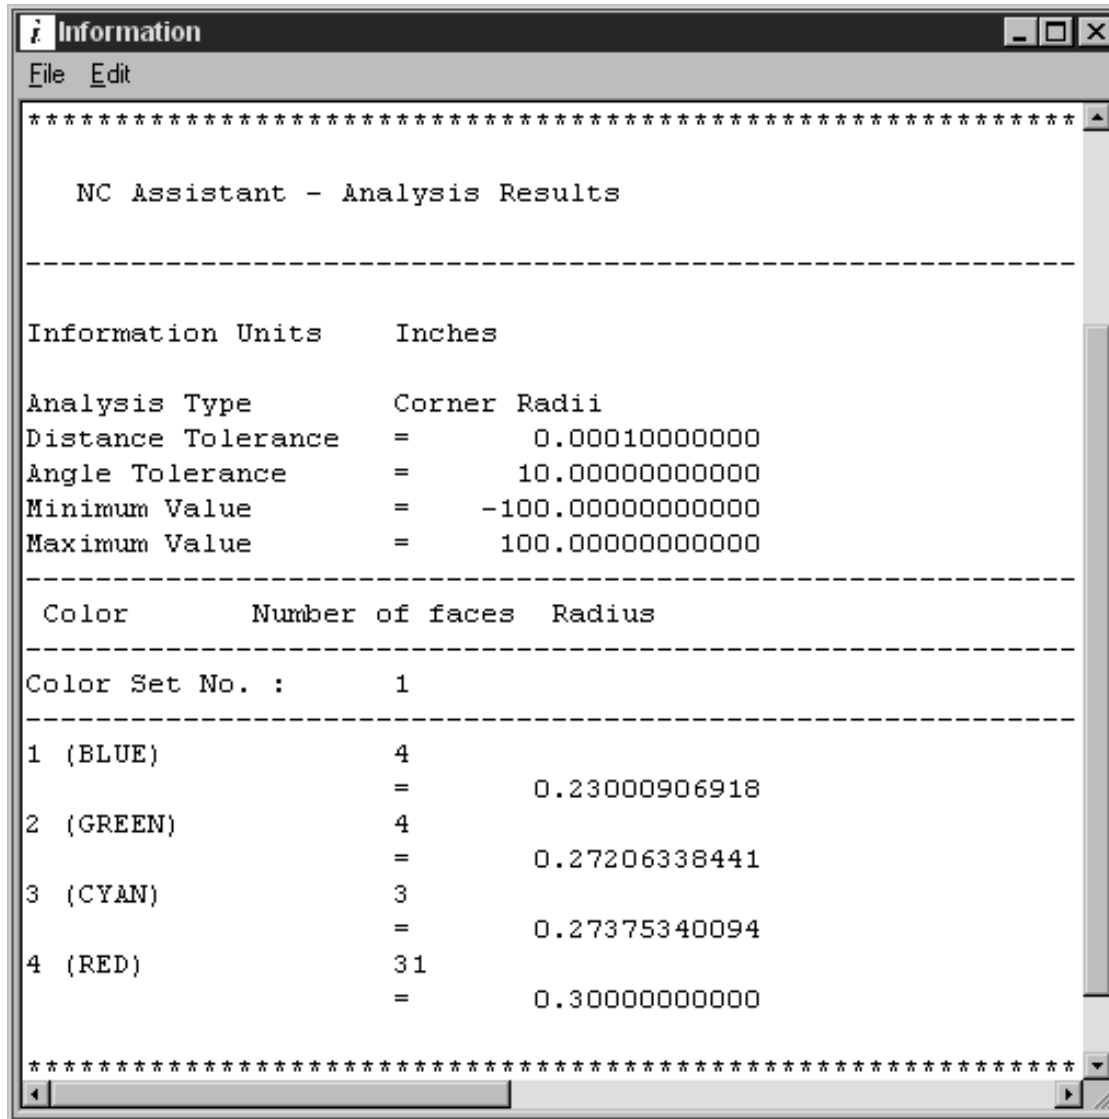 Information
File Edit
************************************************************
NC Assistant - Analysis Results
------------------------------------------------------------
Information Units Inches
Analysis Type Corner Radii
Distance Tolerance = 0.00010000000
Angle Tolerance = 10.00000000000
Minimum Value = -100.00000000000
Maximum Value = 100.00000000000
------------------------------------------------------------
Color Number of faces Radius
------------------------------------------------------------
Color Set No. : 1
------------------------------------------------------------
1 (BLUE) 4
= 0.23000906918
2 (GREEN) 4
= 0.27206338441
3 (CYAN) 3
= 0.27375340094
4 (RED) 31
= 0.30000000000
************************************************************